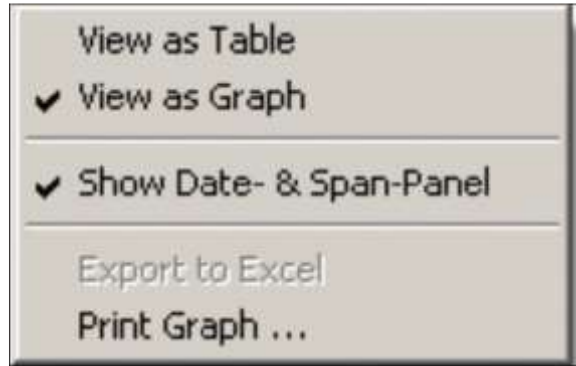 View as Table
View as Graph
Show Date- & Span-Panel
Export to Excel
Print Graph ...